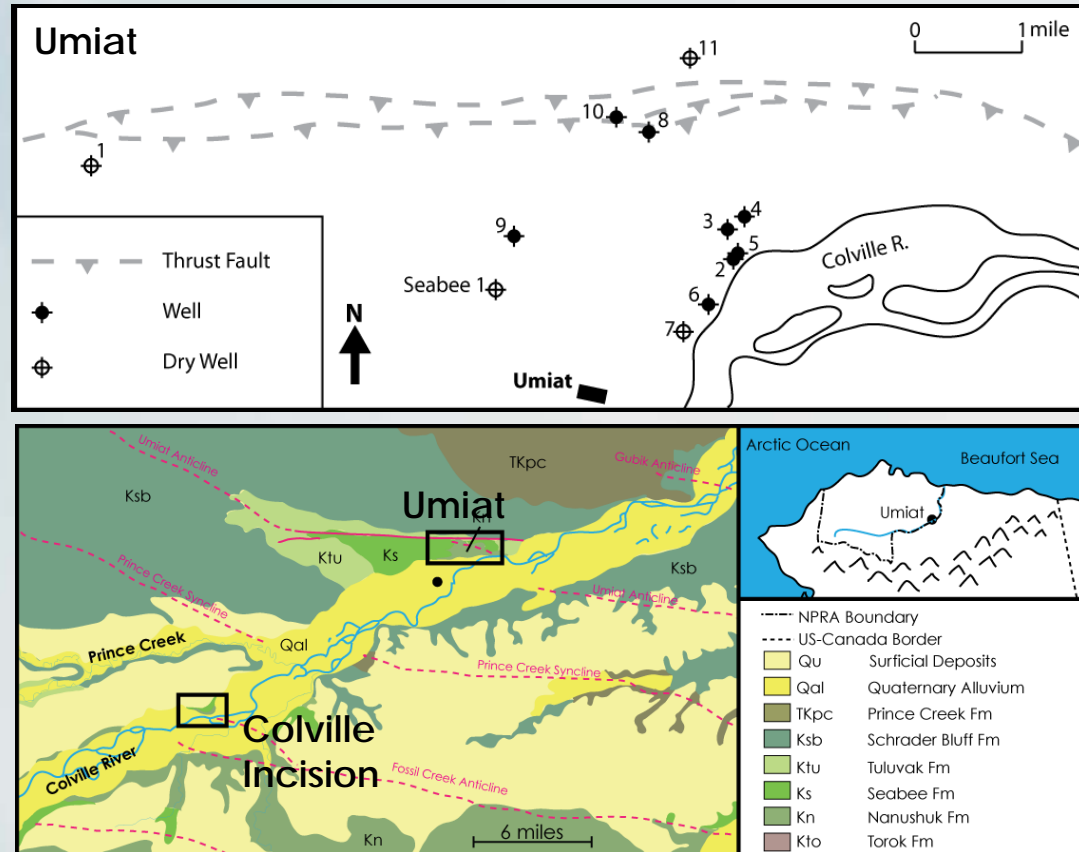 Umiat
0 1 mile
11
10
8
1
4
3
9
5
2
Colville R.
Seabee 1
6
7
Thrust Fault
Well
Dry Well
N
Umiat
Umiat Anticline
TKpc
Gubik Anticline
Ksb
Umiat
Kn
Ktu
Ks
Ksb
Prince Creek Syncline
Umiat Anticline
Prince Creek
Qal
Prince Creek Syncline
Colville
Incision
Colville River
Fossil Creek Anticline
Kn
6 miles
Arctic Ocean
Beaufort Sea
Umiat
NPRA Boundary
US-Canada Border
Qu Surficial Deposits
Qal Quaternary Alluvium
TKpc Prince Creek Fm
Ksb Schrader Bluff Fm
Ktu Tuluvak Fm
Ks Seabee Fm
Kn Nanushuk Fm
Kto Torok Fm